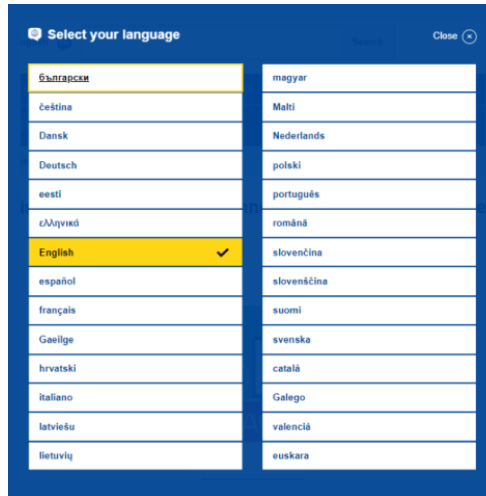 Select your language
Close
Search
български
čeština
Dansk
Deutsch
eesti
ελληνικά
English
español
français
Gaeilge
hrvatski
italiano
latviešu
lietuvių
magyar
Malti
Nederlands
polski
português
română
slovenčina
slovenščina
suomi
svenska
català
Galego
valencià
euskara